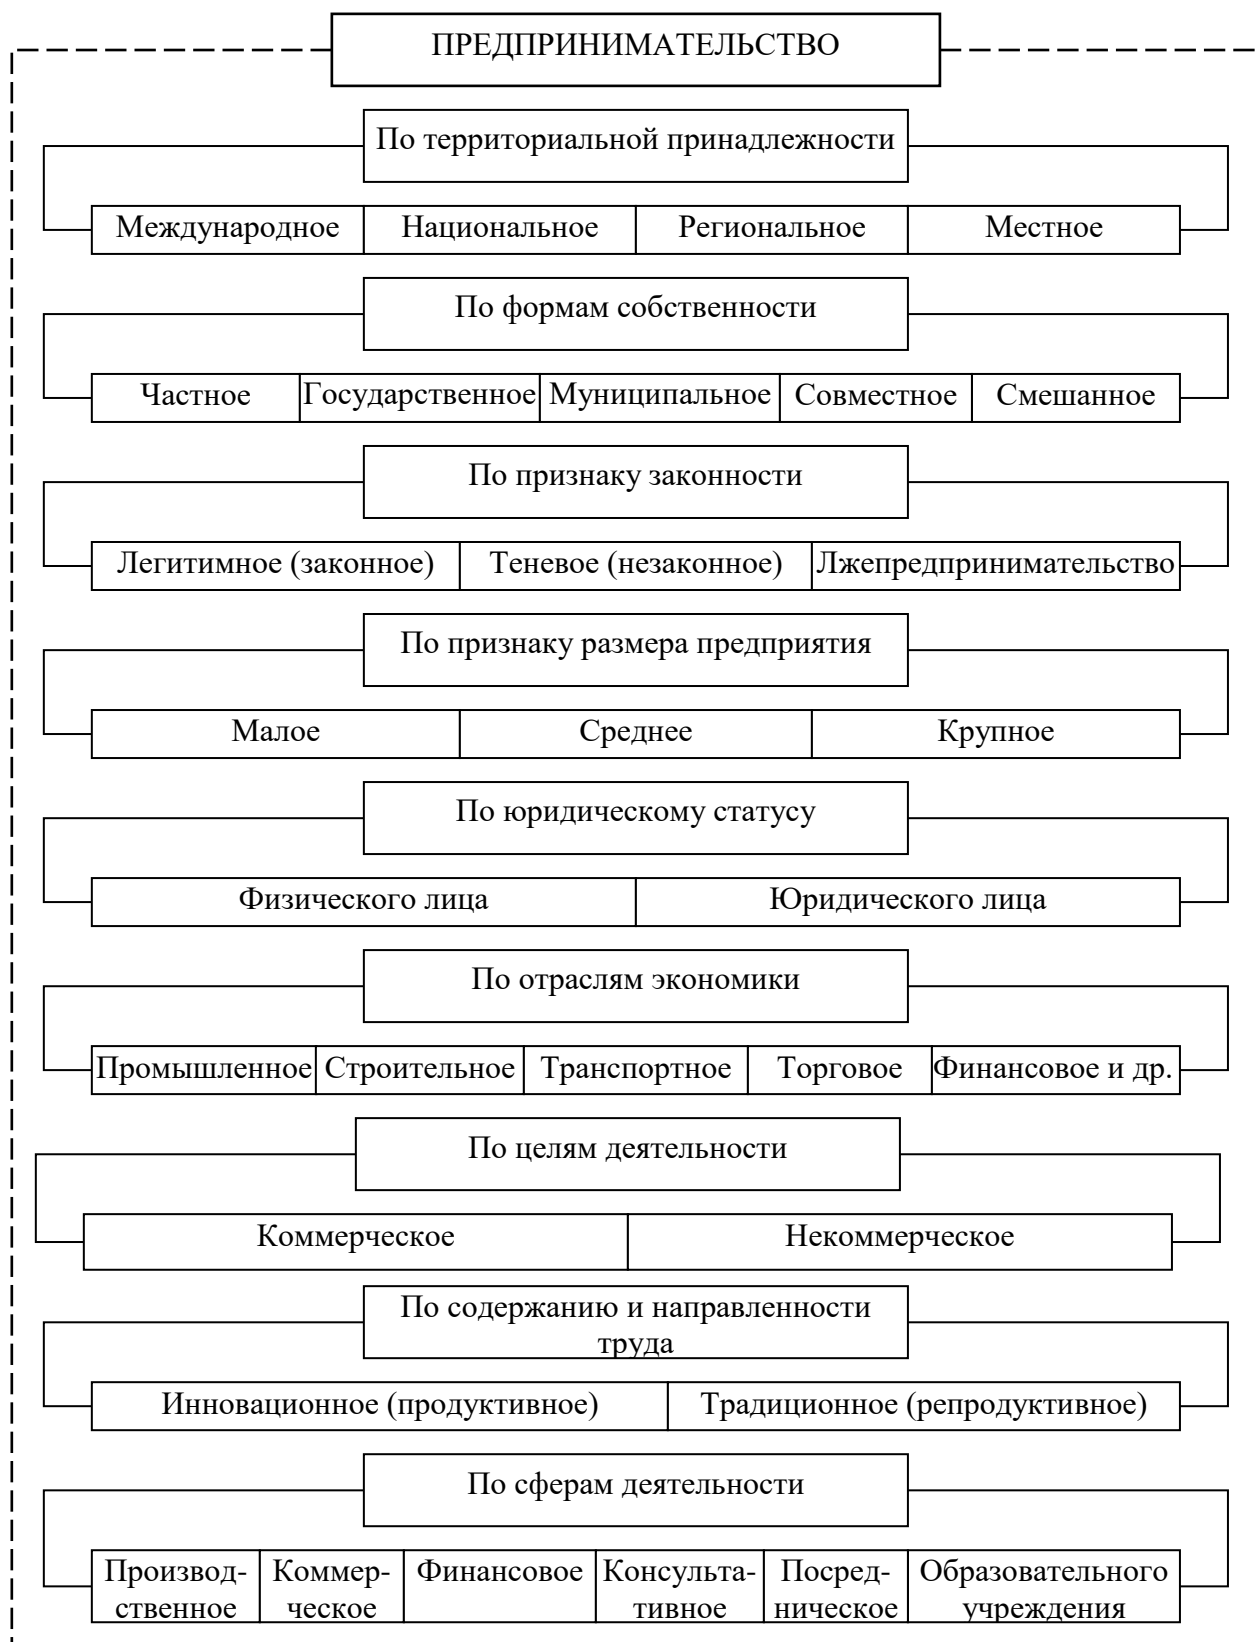 ПРЕДПРИНИМАТЕЛЬСТВО
По территориальной принадлежности
Международное Национальное Региональное Местное
По формам собственности
Частное Государственное Муниципальное Совместное Смешанное
По признаку законности
Легитимное (законное) Теневое (незаконное) Лжепредпринимательство
По признаку размера предприятия
Малое Среднее Крупное
По юридическому статусу
Физического лица Юридического лица
По отраслям экономики
Промышленное Строительное Транспортное Торговое Финансовое и др.
По целям деятельности
Коммерческое Некоммерческое
По содержанию и направленности
труда
Инновационное (продуктивное) Традиционное (репродуктивное)
По сферам деятельности
Производ-
ственное
Коммер-
ческое
Финансовое
Консульта-
тивное
Посред-
ническое
Образовательного
учреждения